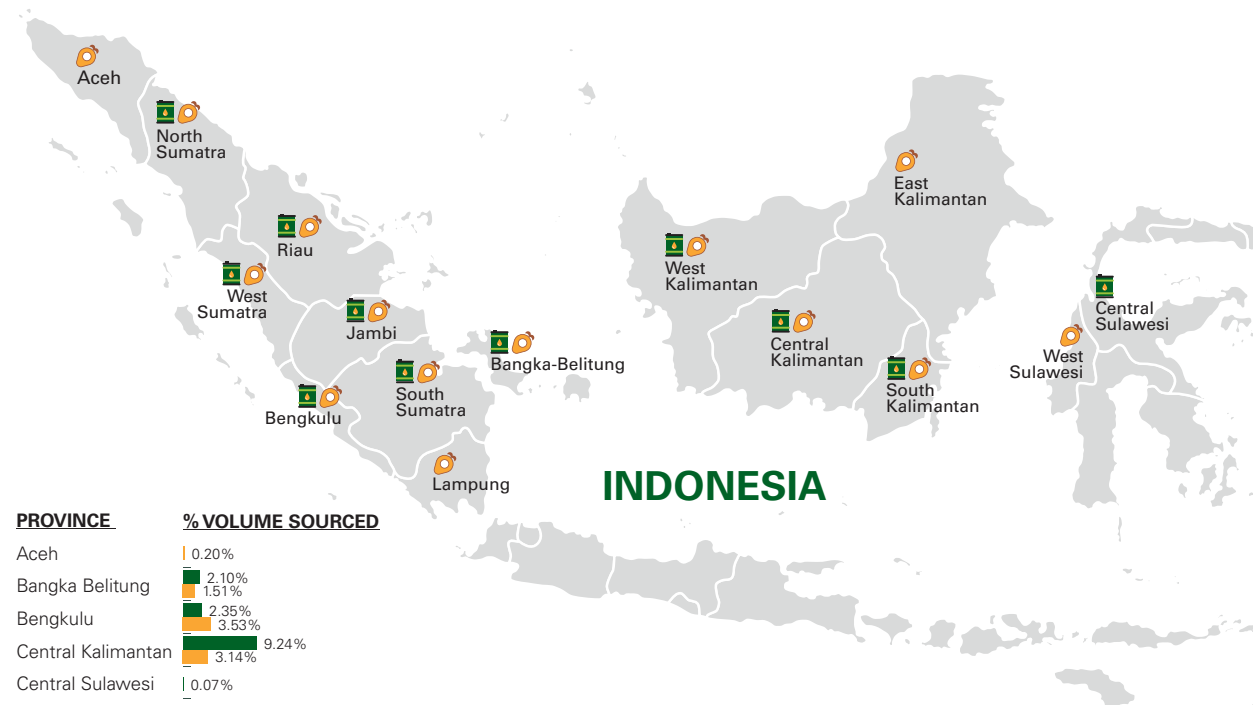 Aceh
North
Sumatra
Riau
West
Sumatra
Jambi
Bangka-Belitung
South
Sumatra
Bengkulu
Lampung
East
Kalimantan
West
Kalimantan
Central
Kalimantan
South
Kalimantan
Central
Sulawesi
West
Sulawesi
INDONESIA
PROVINCE % VOLUME SOURCED
Aceh 0.20%
Bangka Belitung 2.10%
1.51%
Bengkulu 2.35%
3.53%
Central Kalimantan 9.24%
3.14%
Central Sulawesi 0.07%